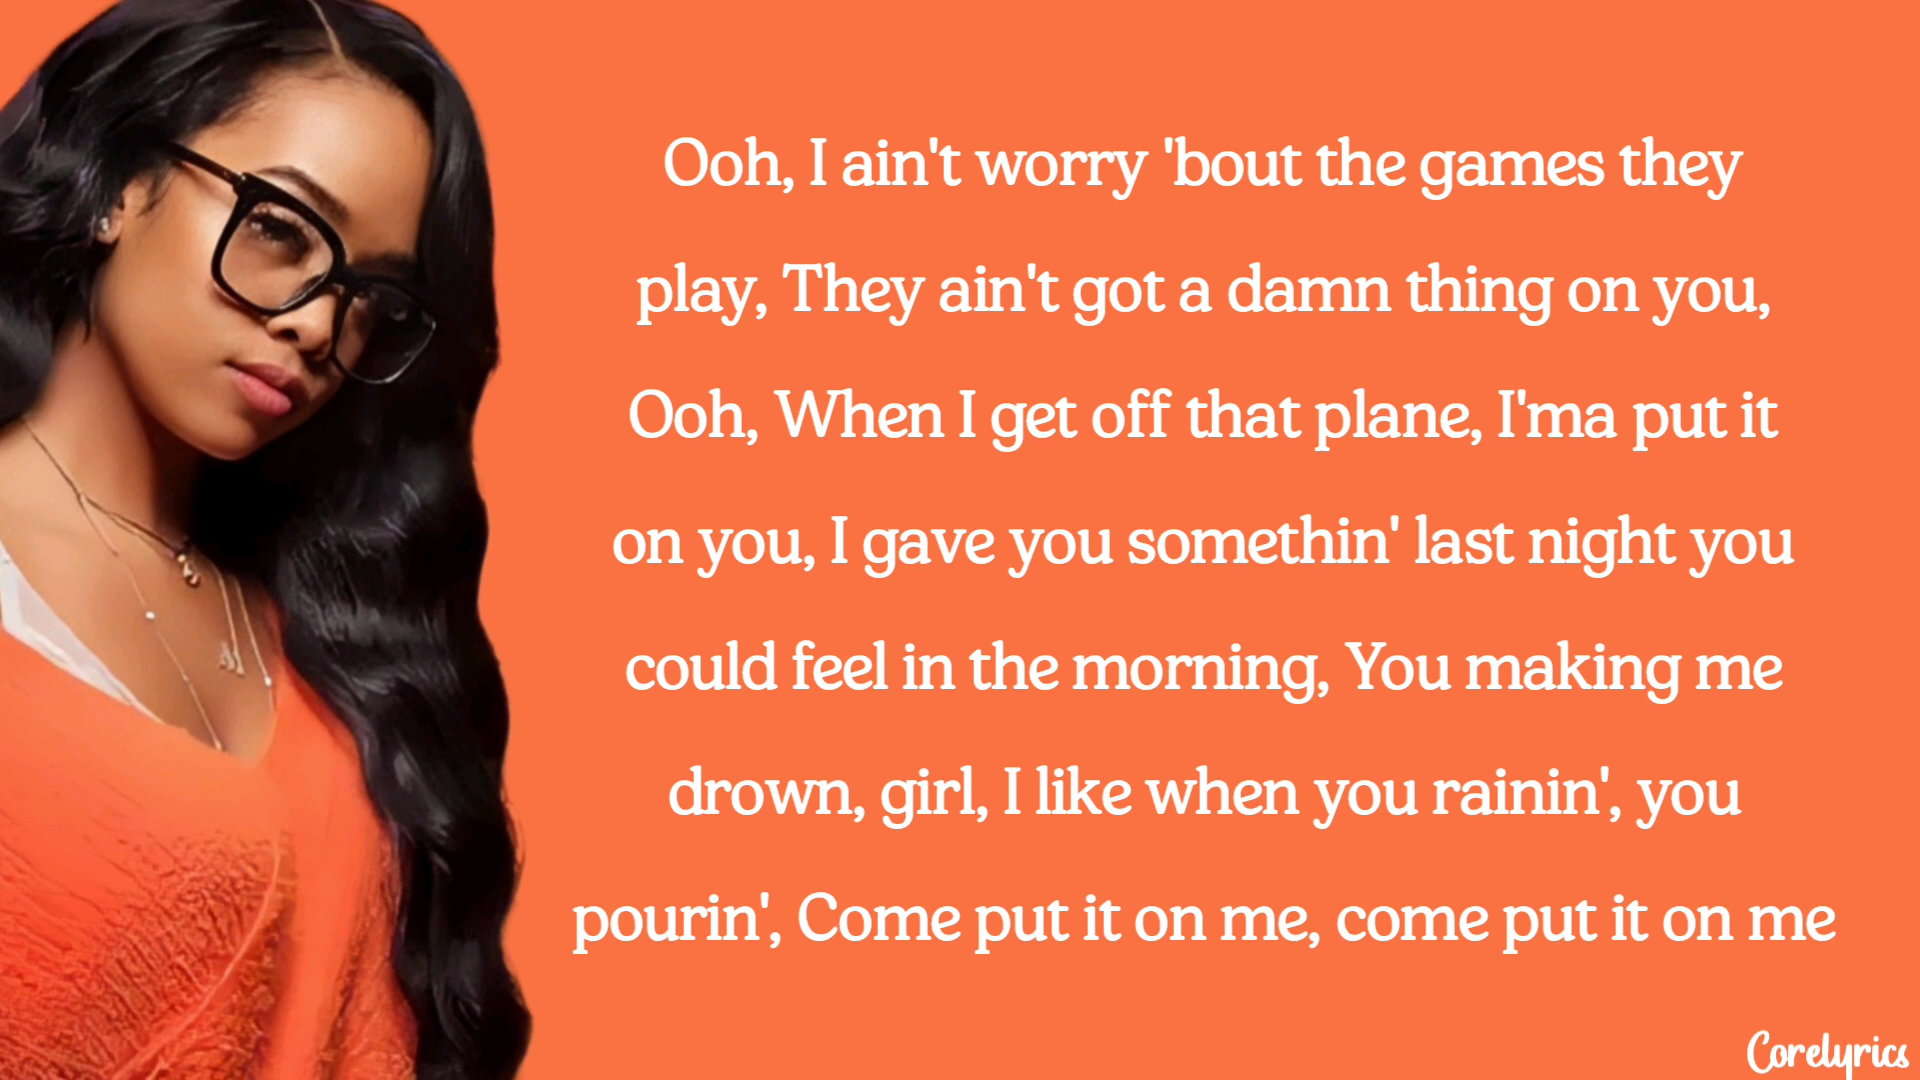 Ooh, I ain't worry 'bout the games they
play, They ain't got a damn thing on you,
Ooh, When I get off that plane, I'ma put it
on you, I gave you somethin' last night you
could feel in the morning, You making me
drown, girl, I like when you rainin', you
pourin', Come put it on me, come put it on me
Corelyrics